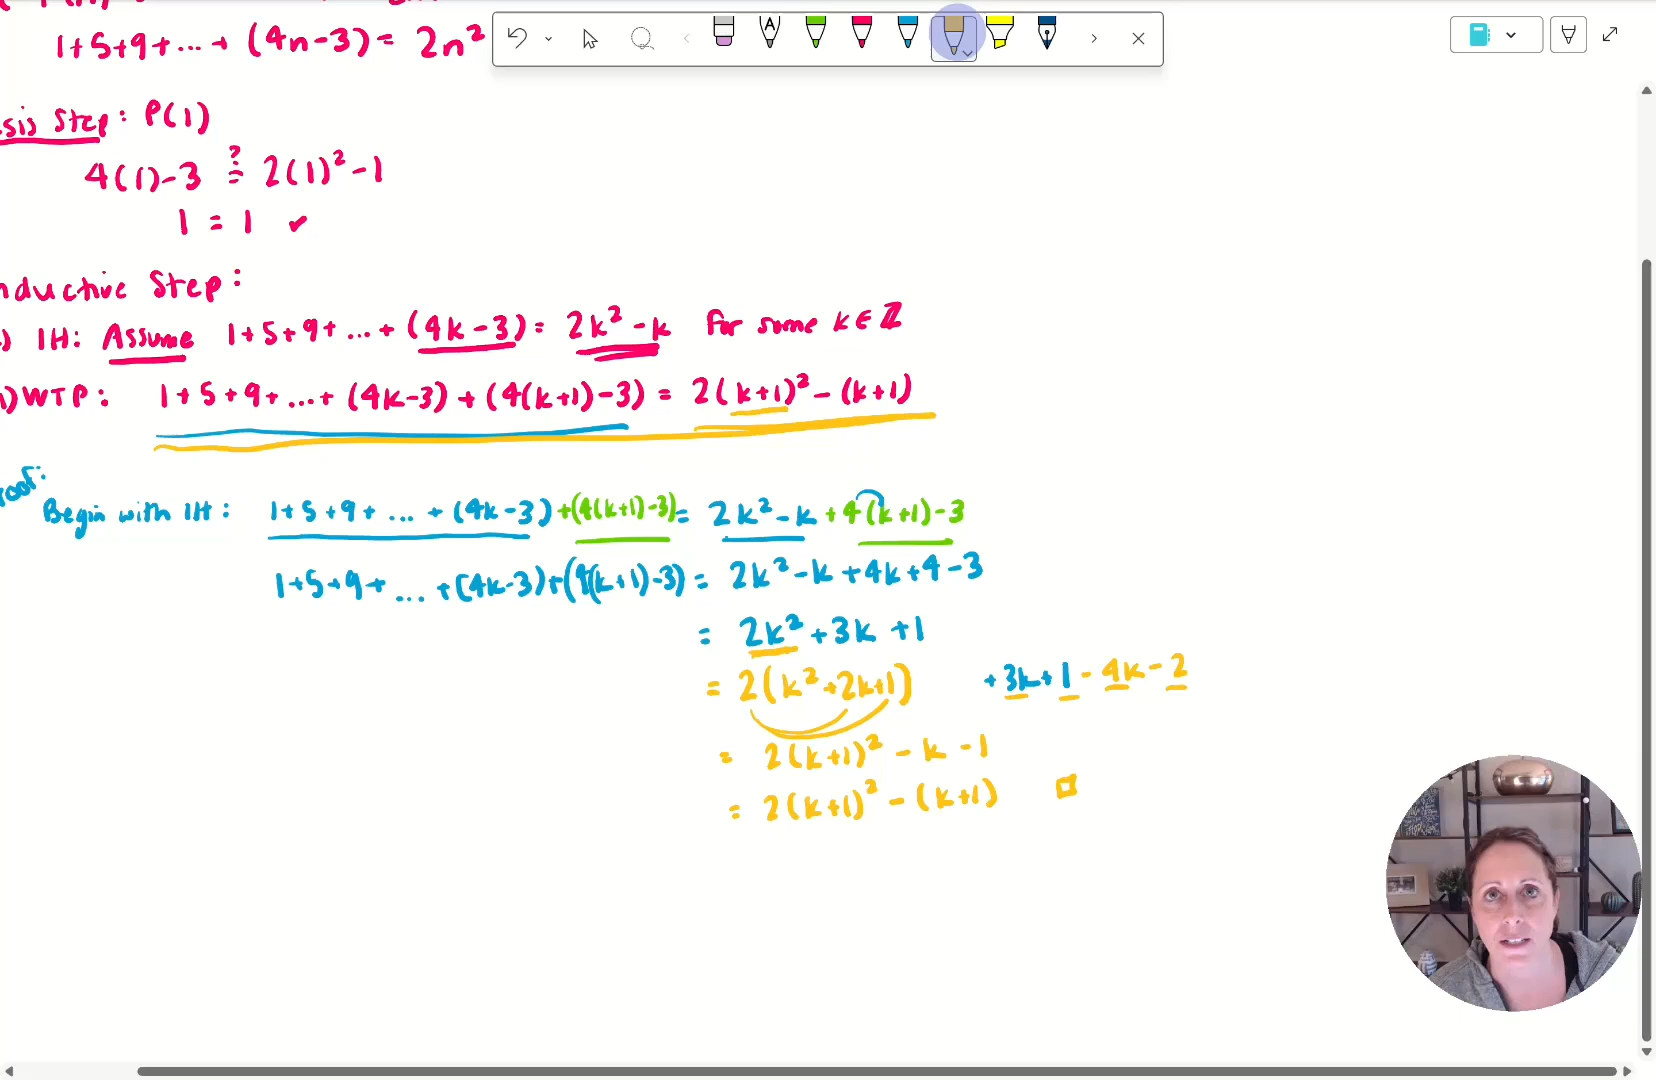 1+5+9+...+ (4n-3) = 2n²
sis Step: P(1)
4(1)-3 ≟ 2(1)²-1
1 = 1 ✓
nductive Step:
) IH: Assume 1+5+9+...+(4k-3) = 2k²-k for some k∈ℤ
)WTP: 1+5+9+...+(4k-3)+(4(k+1)-3) = 2(k+1)²-(k+1)
roof:
Begin with IH: 1+5+9+...+(4k-3)+(4(k+1)-3) = 2k²-k+4(k+1)-3
1+5+9+...+(4k-3)+(4(k+1)-3) = 2k²-k+4k+4-3
= 2k²+3k+1
= 2(k²+2k+1) +3k+1-4k-2
= 2(k+1)²-k-1
= 2(k+1)²-(k+1) □